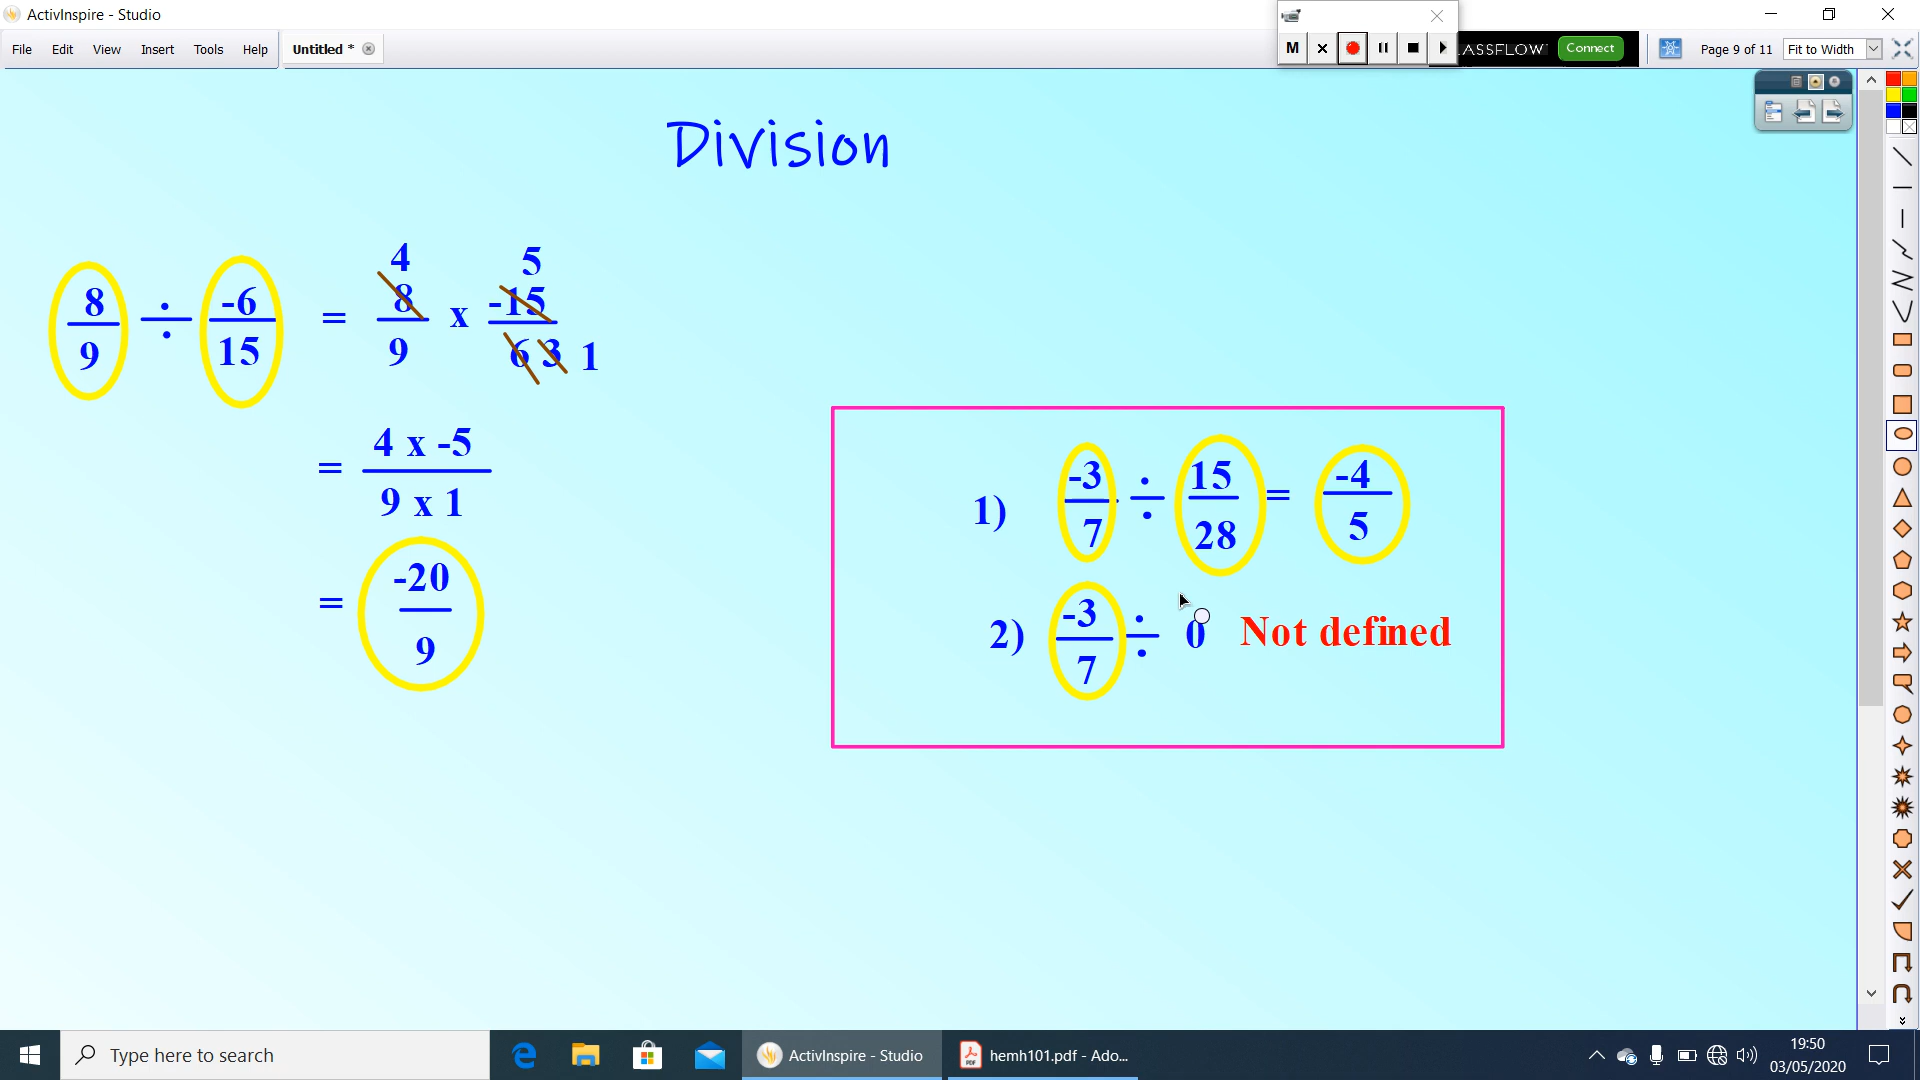 ActivInspire - Studio
File Edit View Insert Tools Help Untitled *
M
ASSFLOW Connect Page 9 of 11 Fit to Width
Division
8/9 ÷ -6/15 = 8/9 x -15/6 4 5 3 1
= 4 x -5 / 9 x 1
= -20/9
1) -3/7 ÷ 15/28 = -4/5
2) -3/7 ÷ 0 Not defined
Type here to search
ActivInspire - Studio
hemh101.pdf - Ado...
19:50
03/05/2020